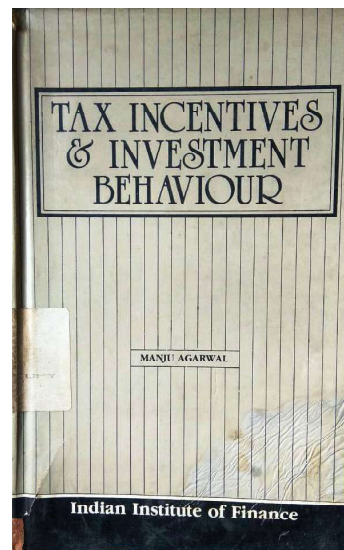 TAX INCENTIVES
& INVESTMENT
BEHAVIOUR
MANJU AGARWAL
Indian Institute of Finance